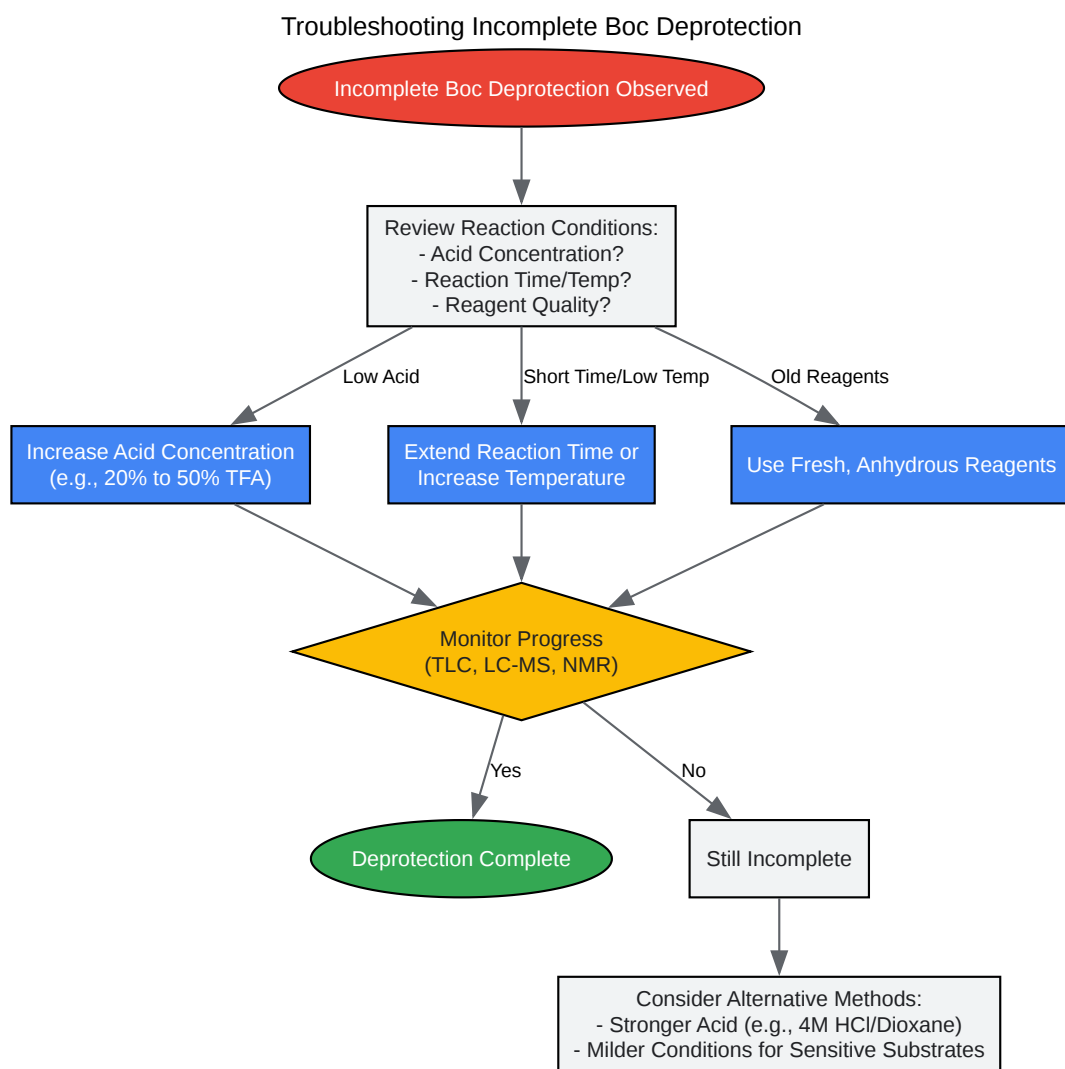 Troubleshooting Incomplete Boc Deprotection
Incomplete Boc Deprotection Observed
Review Reaction Conditions:
- Acid Concentration?
- Reaction Time/Temp?
- Reagent Quality?
Low Acid
Short Time/Low Temp
Old Reagents
Increase Acid Concentration
(e.g., 20% to 50% TFA)
Extend Reaction Time or
Increase Temperature
Use Fresh, Anhydrous Reagents
Monitor Progress
(TLC, LC-MS, NMR)
Yes
No
Deprotection Complete
Still Incomplete
Consider Alternative Methods:
- Stronger Acid (e.g., 4M HCl/Dioxane)
- Milder Conditions for Sensitive Substrates